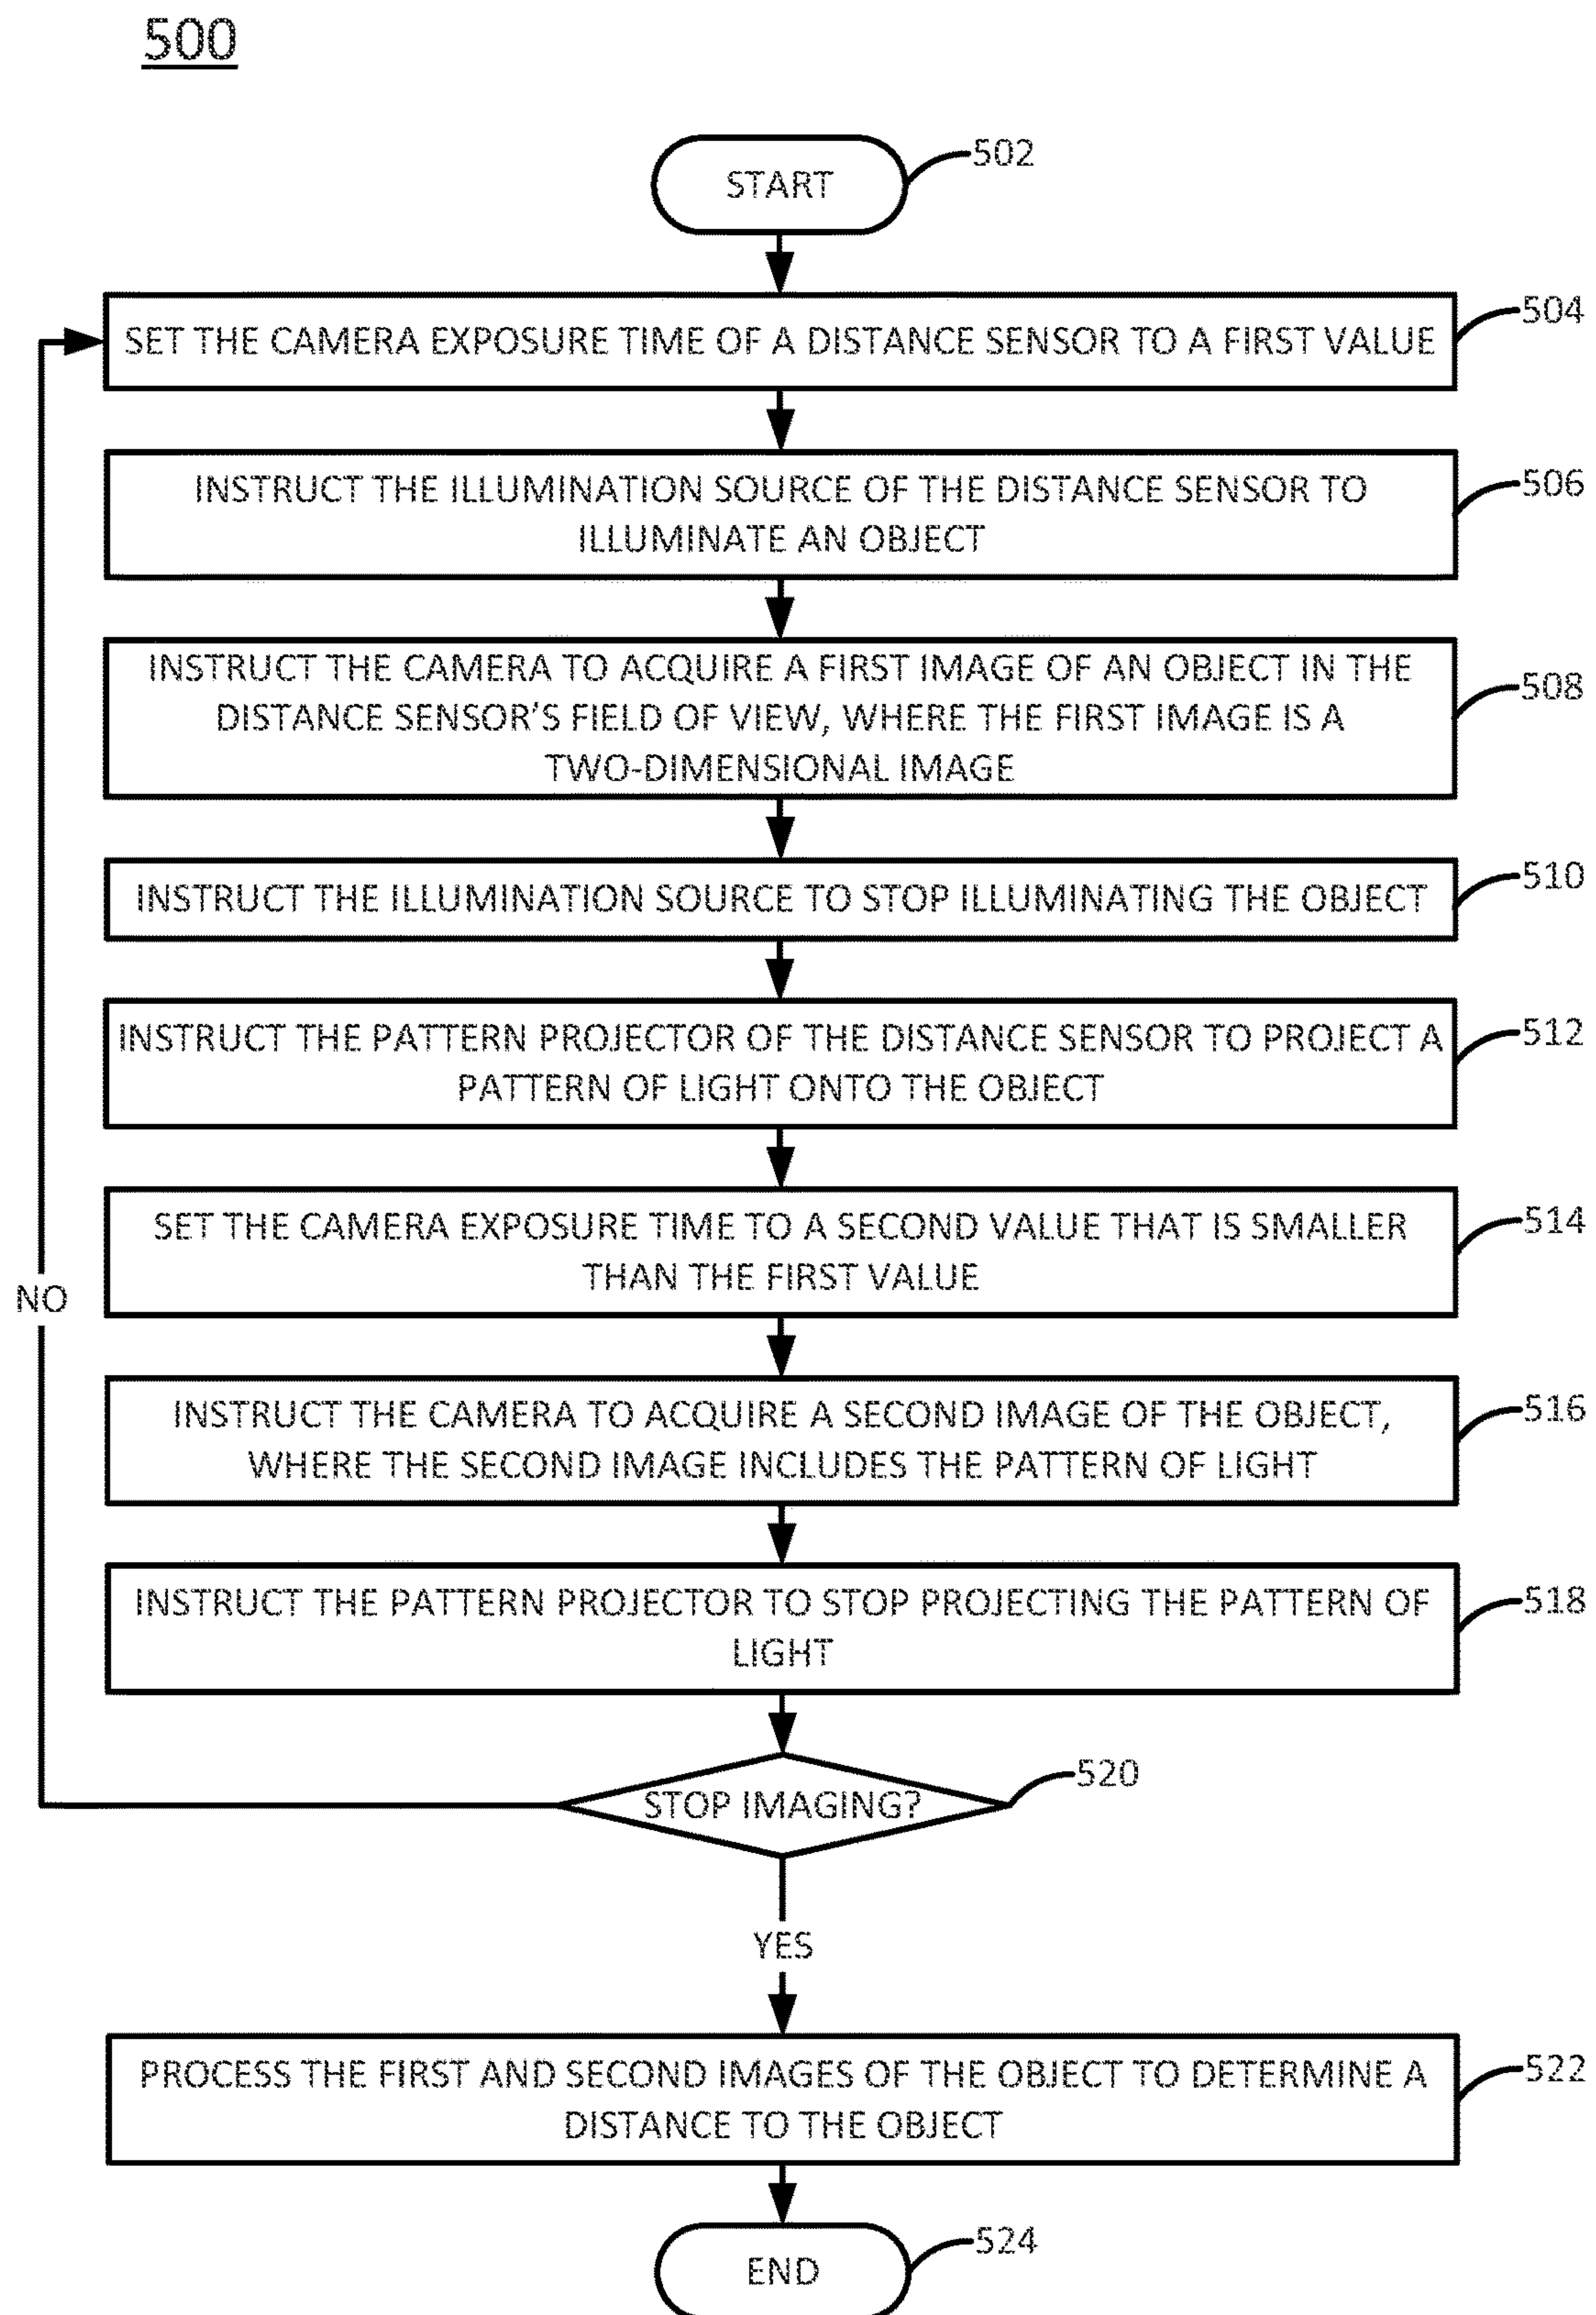 500
START
502
SET THE CAMERA EXPOSURE TIME OF A DISTANCE SENSOR TO A FIRST VALUE
504
INSTRUCT THE ILLUMINATION SOURCE OF THE DISTANCE SENSOR TO
ILLUMINATE AN OBJECT
506
INSTRUCT THE CAMERA TO ACQUIRE A FIRST IMAGE OF AN OBJECT IN THE
DISTANCE SENSOR'S FIELD OF VIEW, WHERE THE FIRST IMAGE IS A
TWO-DIMENSIONAL IMAGE
508
INSTRUCT THE ILLUMINATION SOURCE TO STOP ILLUMINATING THE OBJECT
510
INSTRUCT THE PATTERN PROJECTOR OF THE DISTANCE SENSOR TO PROJECT A
PATTERN OF LIGHT ONTO THE OBJECT
512
SET THE CAMERA EXPOSURE TIME TO A SECOND VALUE THAT IS SMALLER
THAN THE FIRST VALUE
514
NO
INSTRUCT THE CAMERA TO ACQUIRE A SECOND IMAGE OF THE OBJECT,
WHERE THE SECOND IMAGE INCLUDES THE PATTERN OF LIGHT
516
INSTRUCT THE PATTERN PROJECTOR TO STOP PROJECTING THE PATTERN OF
LIGHT
518
STOP IMAGING?
520
YES
PROCESS THE FIRST AND SECOND IMAGES OF THE OBJECT TO DETERMINE A
DISTANCE TO THE OBJECT
522
END
524